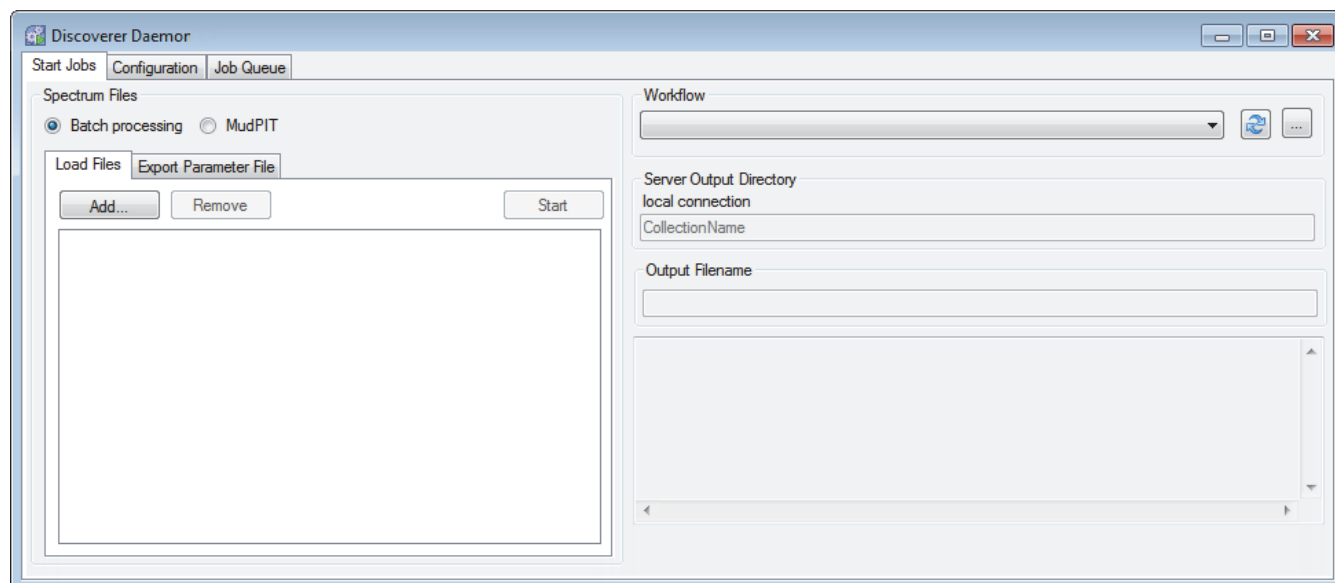 Discoverer Daemor
Start Jobs Configuration Job Queue
Spectrum Files
Batch processing MudPIT
Load Files Export Parameter File
Add... Remove Start
Workflow
...
Server Output Directory
local connection
CollectionName
Output Filename